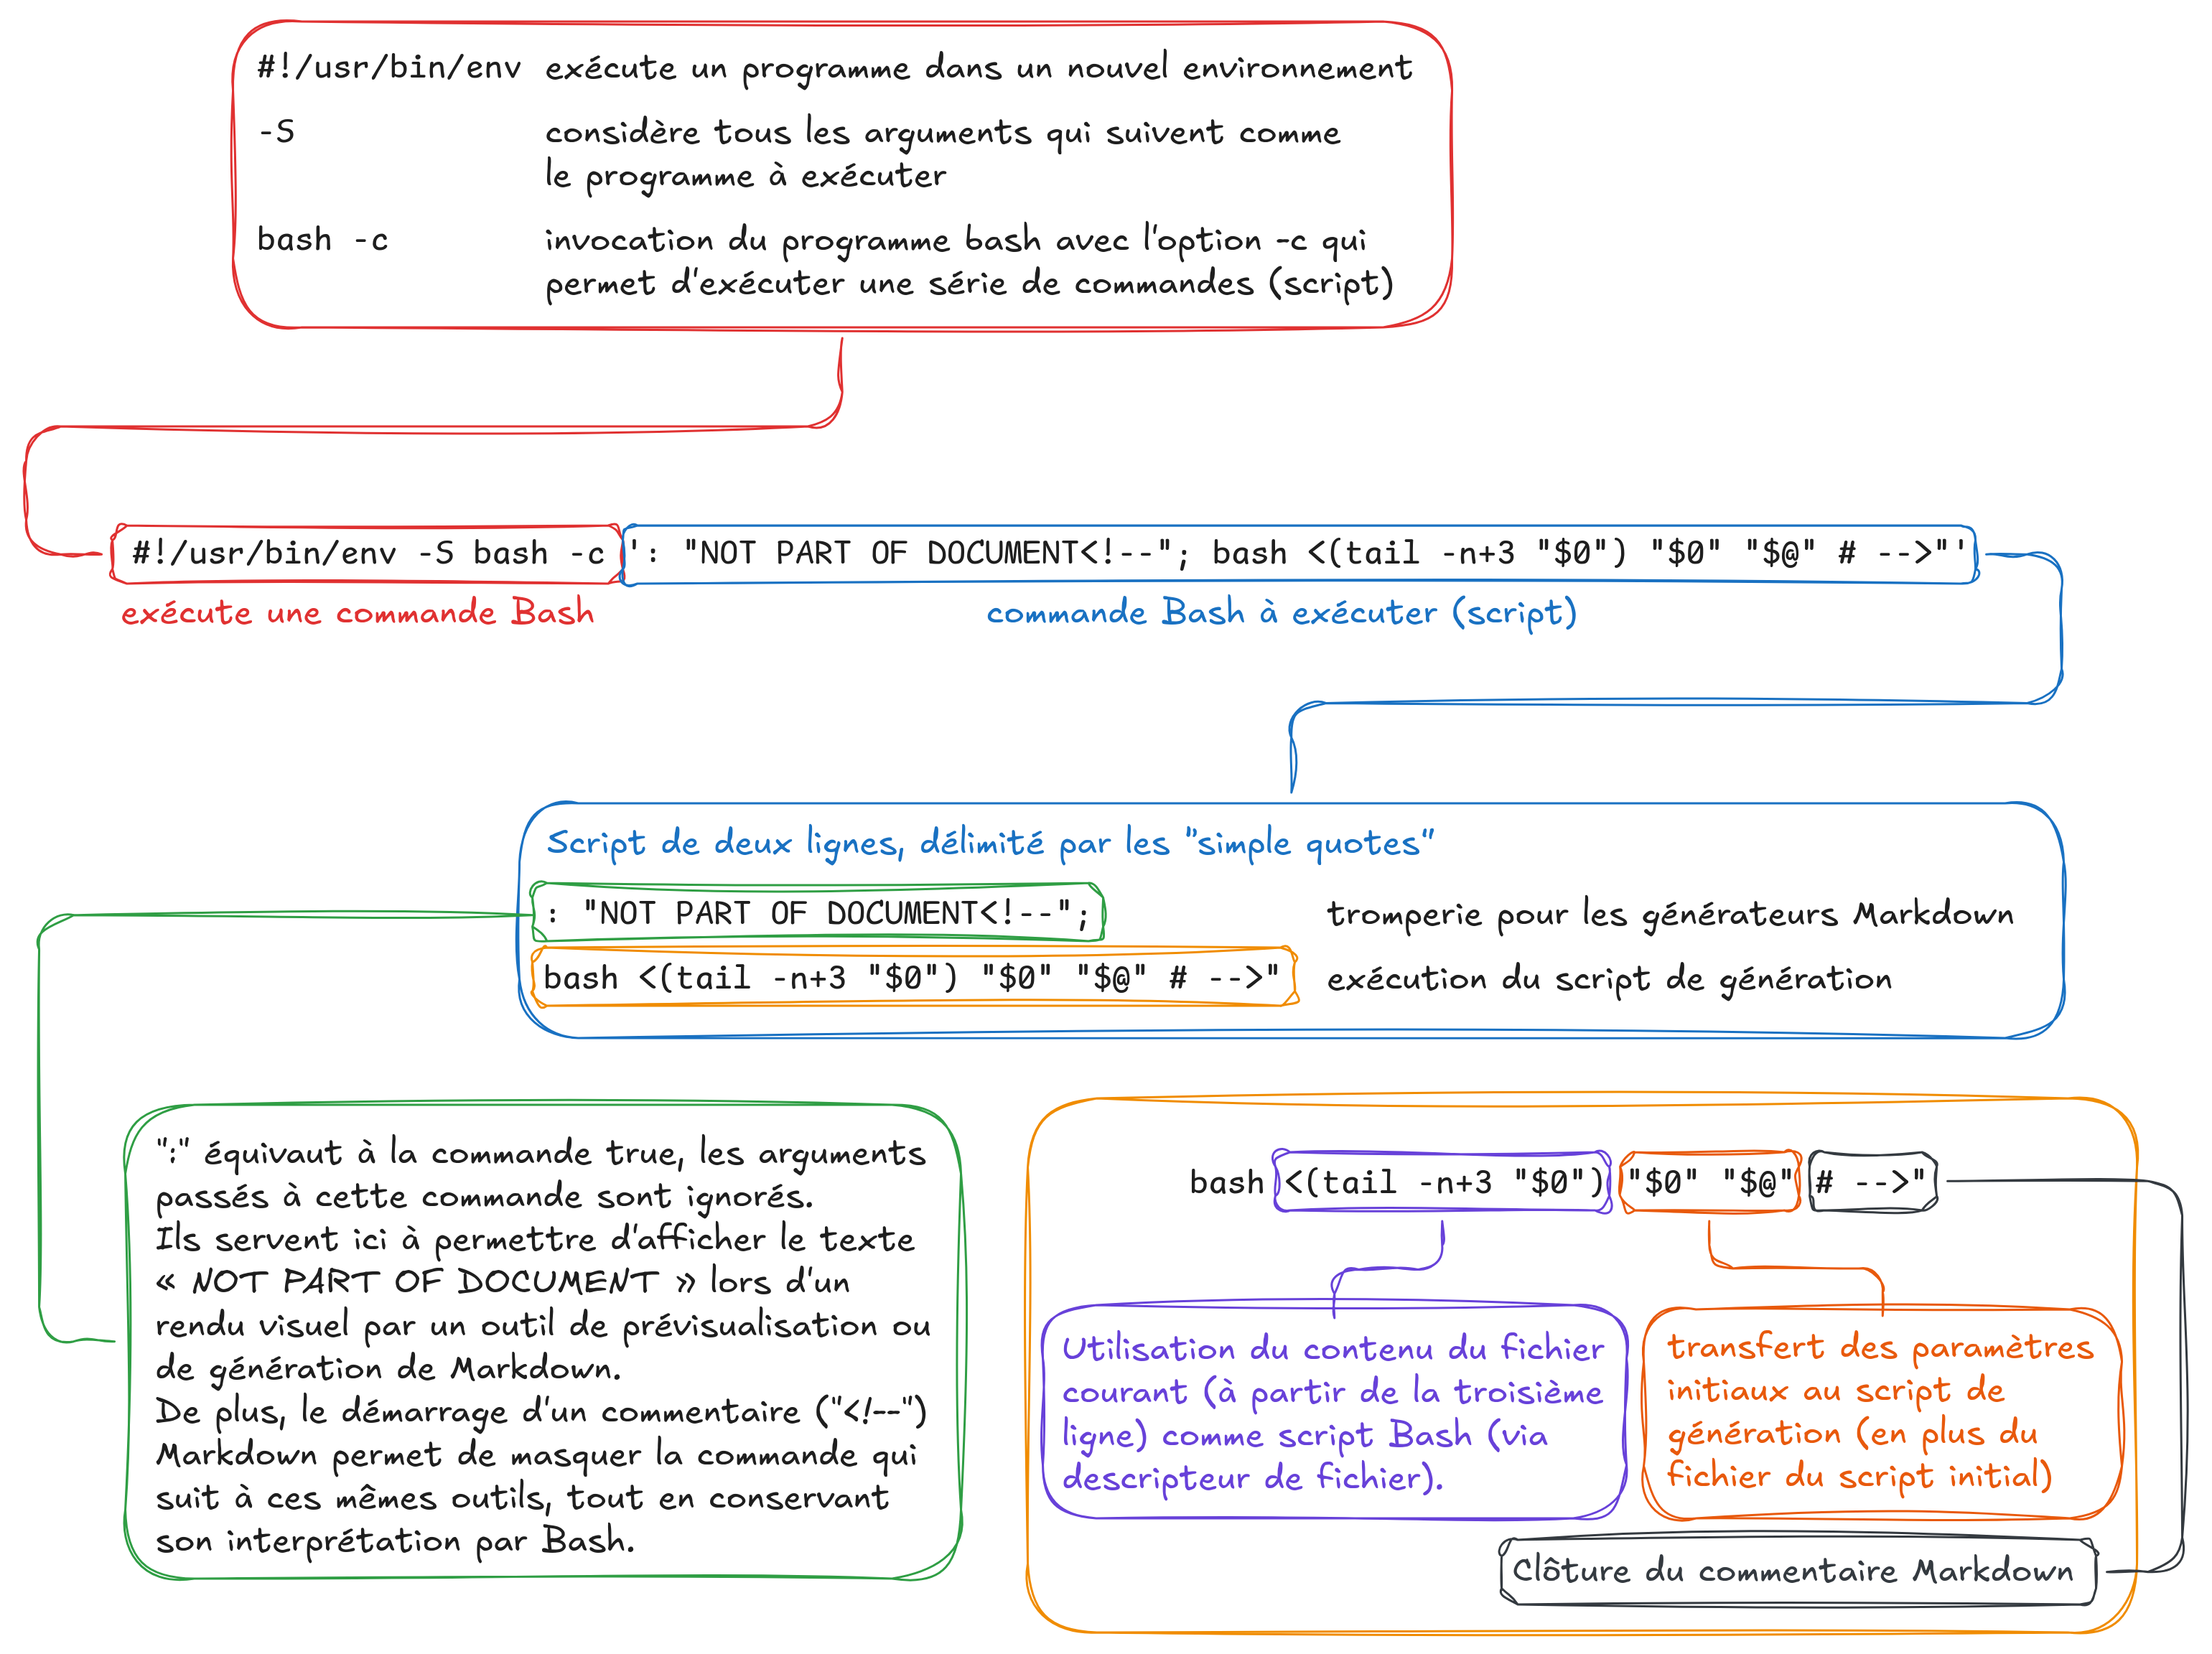 #!/usr/bin/env exécute un programme dans un nouvel environnement
-S considère tous les arguments qui suivent comme
le programme à exécuter
bash -c invocation du programme bash avec l'option -c qui
permet d'exécuter une série de commandes (script)
#!/usr/bin/env -S bash -c ': "NOT PART OF DOCUMENT<!--"; bash <(tail -n+3 "$0") "$0" "$@" # -->"'
exécute une commande Bash
commande Bash à exécuter (script)
Script de deux lignes, délimité par les "simple quotes"
: "NOT PART OF DOCUMENT<!--"; tromperie pour les générateurs Markdown
bash <(tail -n+3 "$0") "$0" "$@" # -->" exécution du script de génération
":" équivaut à la commande true, les arguments
passés à cette commande sont ignorés.
Ils servent ici à permettre d'afficher le texte
« NOT PART OF DOCUMENT » lors d'un
rendu visuel par un outil de prévisualisation ou
de génération de Markdown.
De plus, le démarrage d'un commentaire ("<!--")
Markdown permet de masquer la commande qui
suit à ces mêmes outils, tout en conservant
son interprétation par Bash.
bash <(tail -n+3 "$0") "$0" "$@" # -->"
Utilisation du contenu du fichier
courant (à partir de la troisième
ligne) comme script Bash (via
descripteur de fichier).
transfert des paramètres
initiaux au script de
génération (en plus du
fichier du script initial)
Clôture du commentaire Markdown